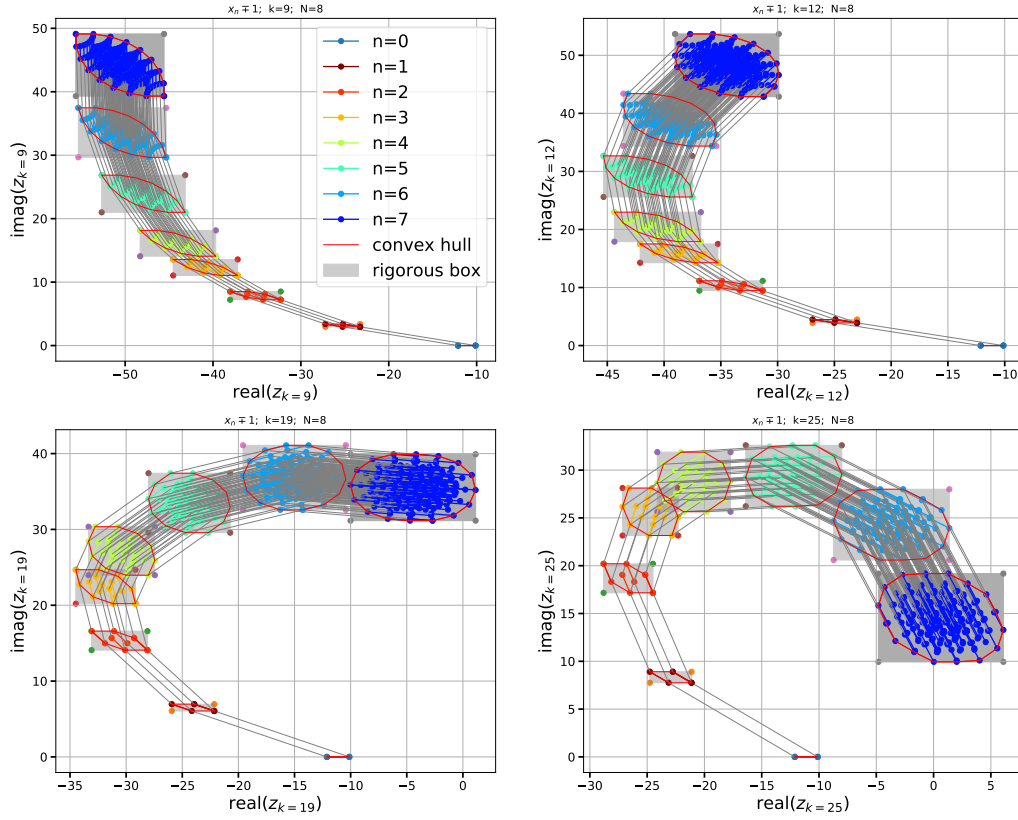 xₙ ∓ 1; k=9; N=8
50
40
30
20
10
0
imag(z_{k=9})
−50
−40
−30
−20
−10
real(z_{k=9})
n=0
n=1
n=2
n=3
n=4
n=5
n=6
n=7
convex hull
rigorous box
xₙ ∓ 1; k=12; N=8
50
40
30
20
10
0
imag(z_{k=12})
−45
−40
−35
−30
−25
−20
−15
−10
real(z_{k=12})
xₙ ∓ 1; k=19; N=8
40
30
20
10
0
imag(z_{k=19})
−35
−30
−25
−20
−15
−10
−5
0
real(z_{k=19})
xₙ ∓ 1; k=25; N=8
30
25
20
15
10
5
0
imag(z_{k=25})
−30
−25
−20
−15
−10
−5
0
5
real(z_{k=25})